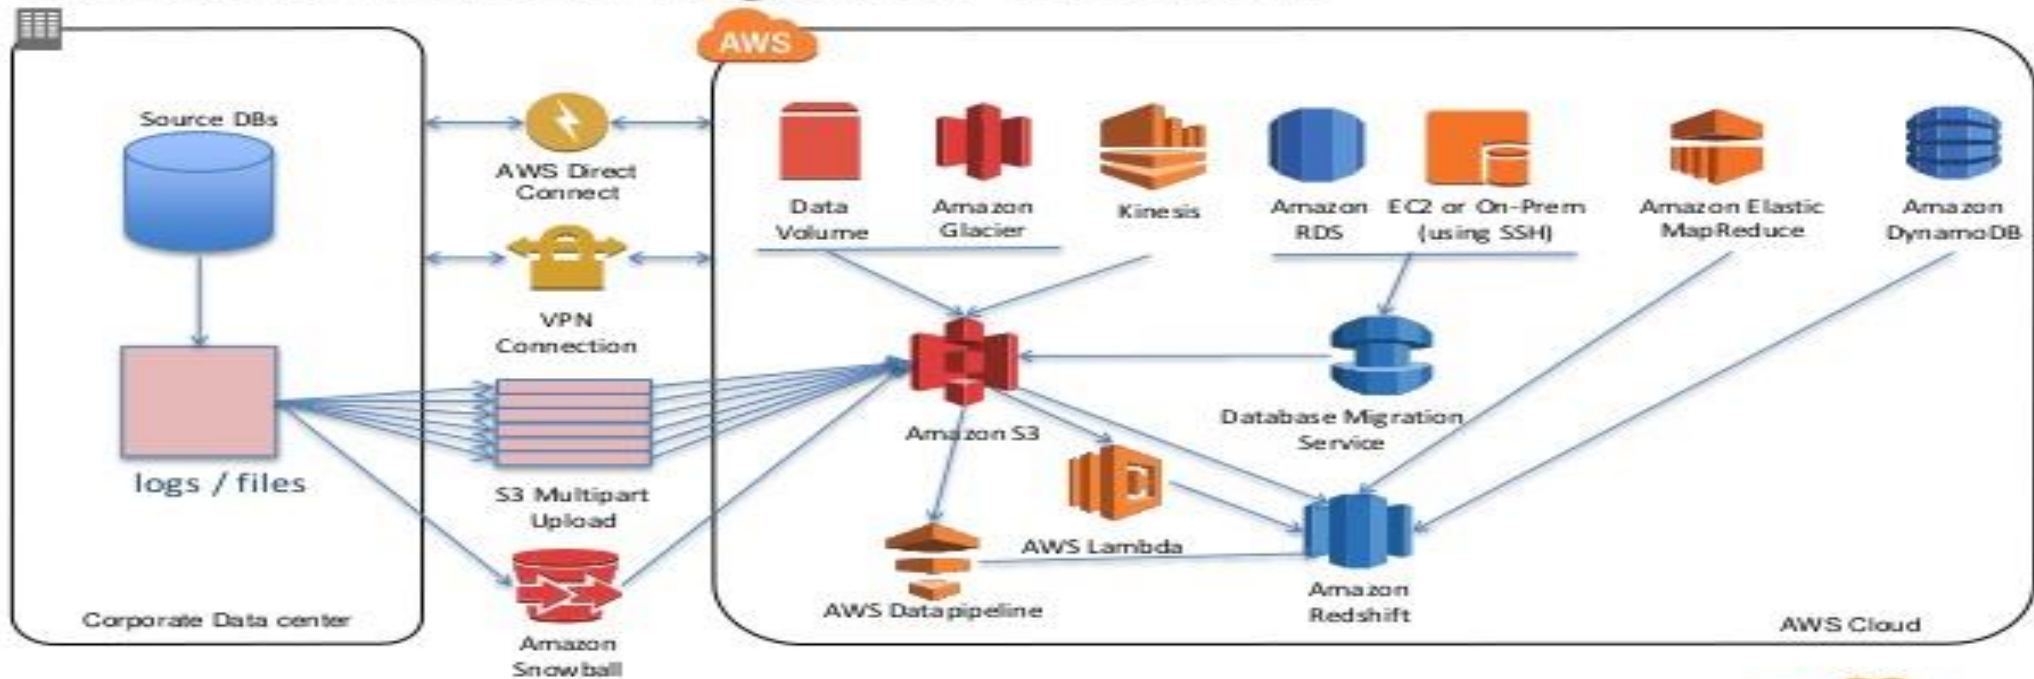 AWS
Source DBs
AWS Direct
Connect
VPN
Connection
Data
Volume
Amazon
Glacier
Kinesis
Amazon
RDS
EC2 or On-Prem
(using SSH)
Amazon Elastic
MapReduce
Amazon
DynamoDB
logs / files
S3 Multipart
Upload
Amazon S3
Database Migration
Service
AWS Lambda
AWS Datapipeline
Amazon
Redshift
Corporate Data center
Amazon
Snowball
AWS Cloud